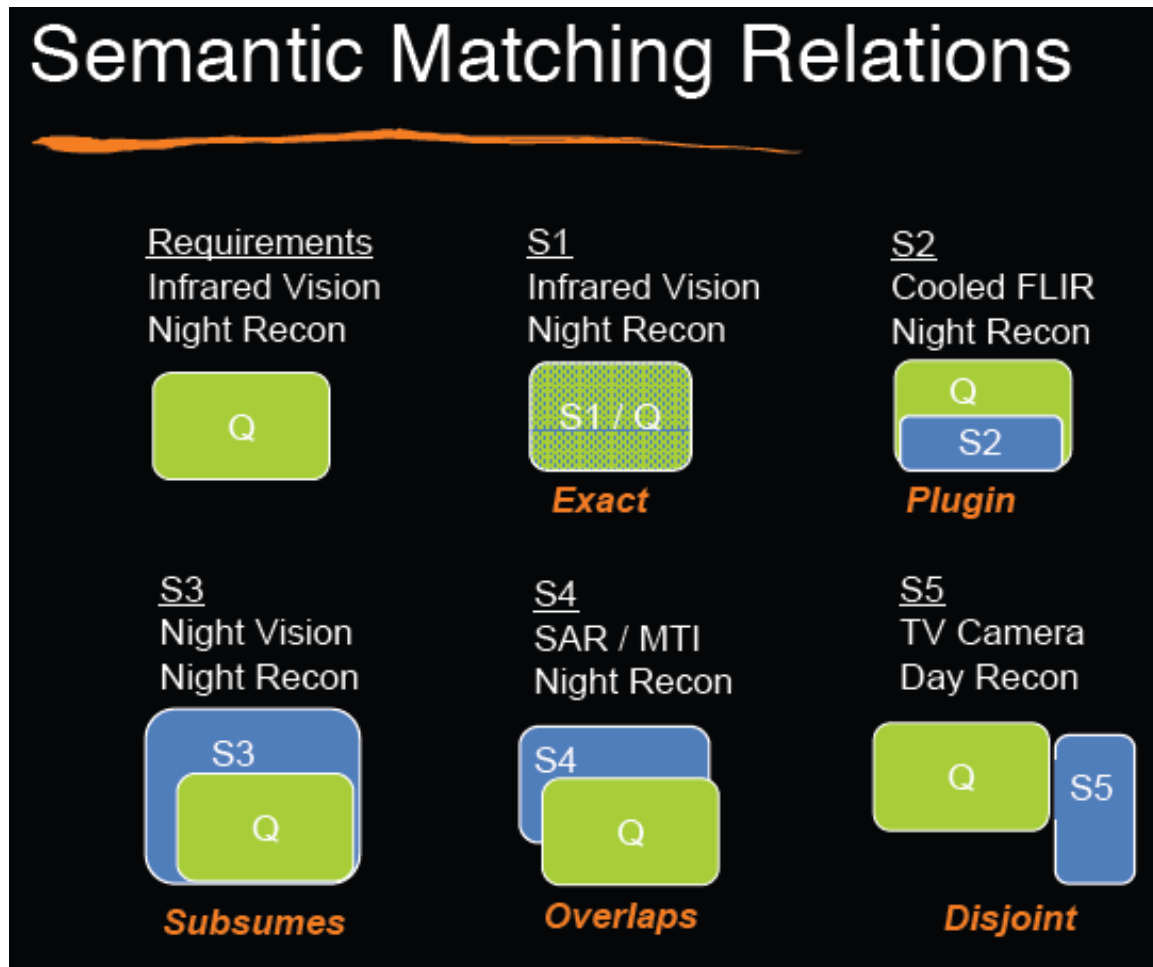 Semantic Matching Relations
Requirements
Infrared Vision
Night Recon
Q
S1
Infrared Vision
Night Recon
S1 / Q
Exact
S2
Cooled FLIR
Night Recon
Q
S2
Plugin
S3
Night Vision
Night Recon
S3
Q
Subsumes
S4
SAR / MTI
Night Recon
S4
Q
Overlaps
S5
TV Camera
Day Recon
Q
S5
Disjoint